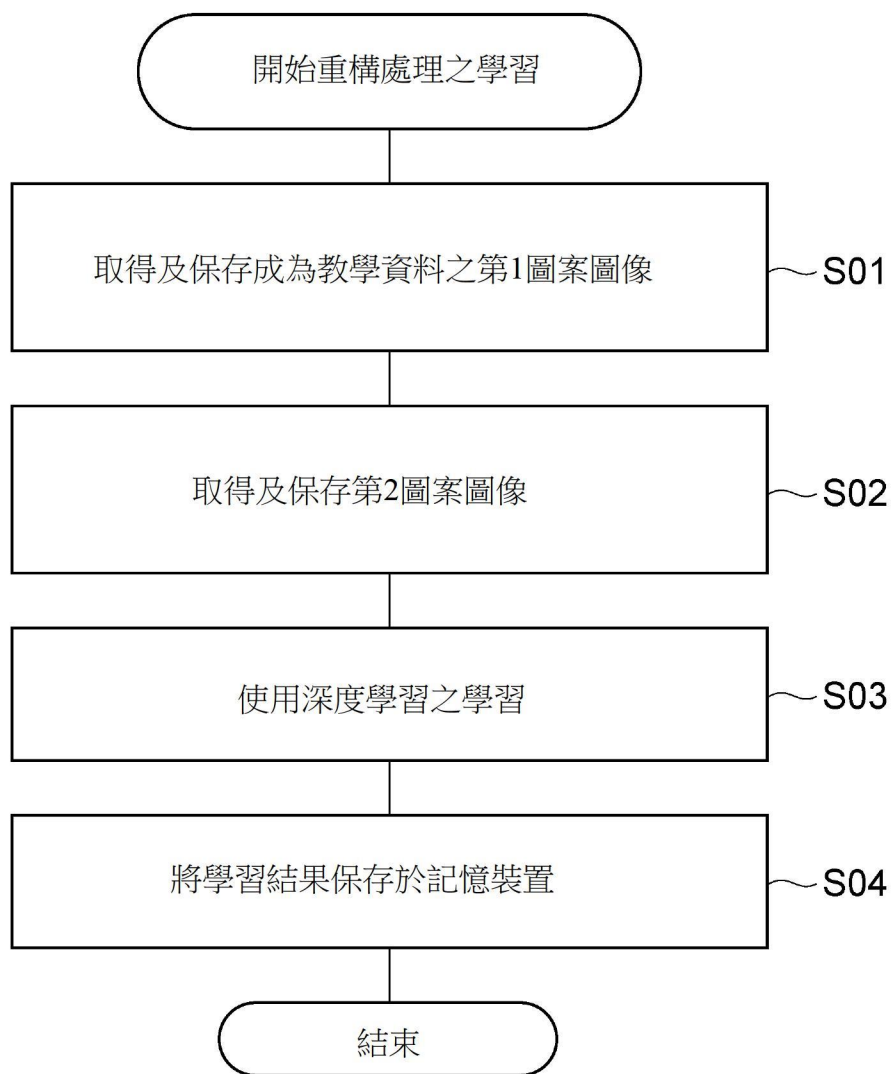 開始重構處理之學習
取得及保存成為教學資料之第1圖案圖像
S01
取得及保存第2圖案圖像
S02
使用深度學習之學習
S03
將學習結果保存於記憶裝置
S04
結束